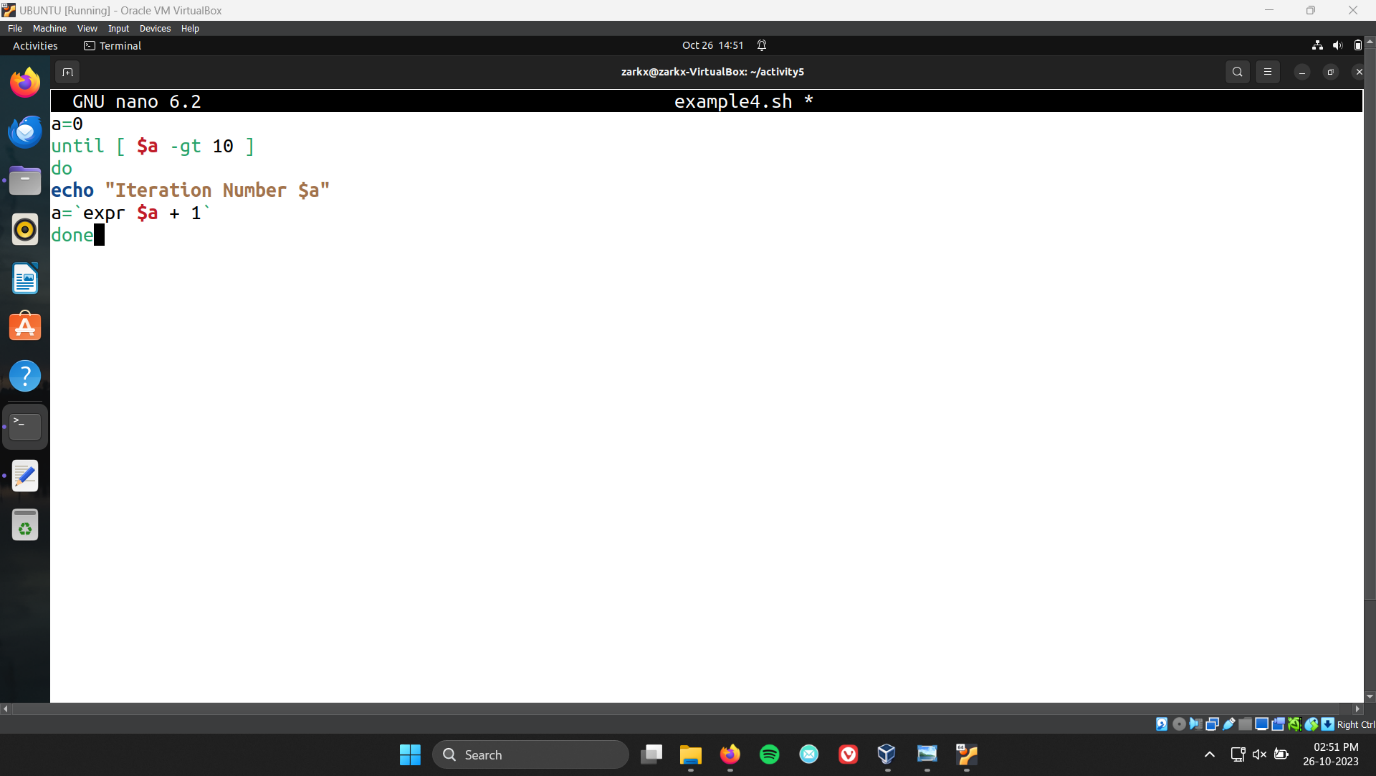 UBUNTU [Running] - Oracle VM VirtualBox
File Machine View Input Devices Help
Activities Terminal Oct 26 14:51
zarkx@zarkx-VirtualBox: ~/activity5
GNU nano 6.2 example4.sh *
a=0
until [ $a -gt 10 ]
do
echo "Iteration Number $a"
a=`expr $a + 1`
done
Right Ctrl
Search
02:51 PM
26-10-2023